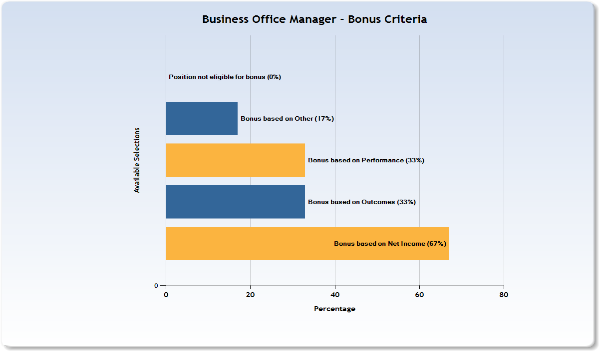 Business Office Manager - Bonus Criteria
Position not eligible for bonus (0%)
Bonus based on Other (17%)
Bonus based on Performance (33%)
Bonus based on Outcomes (33%)
Bonus based on Net Income (67%)
Available Selections
0
0 20 40 60 80
Percentage